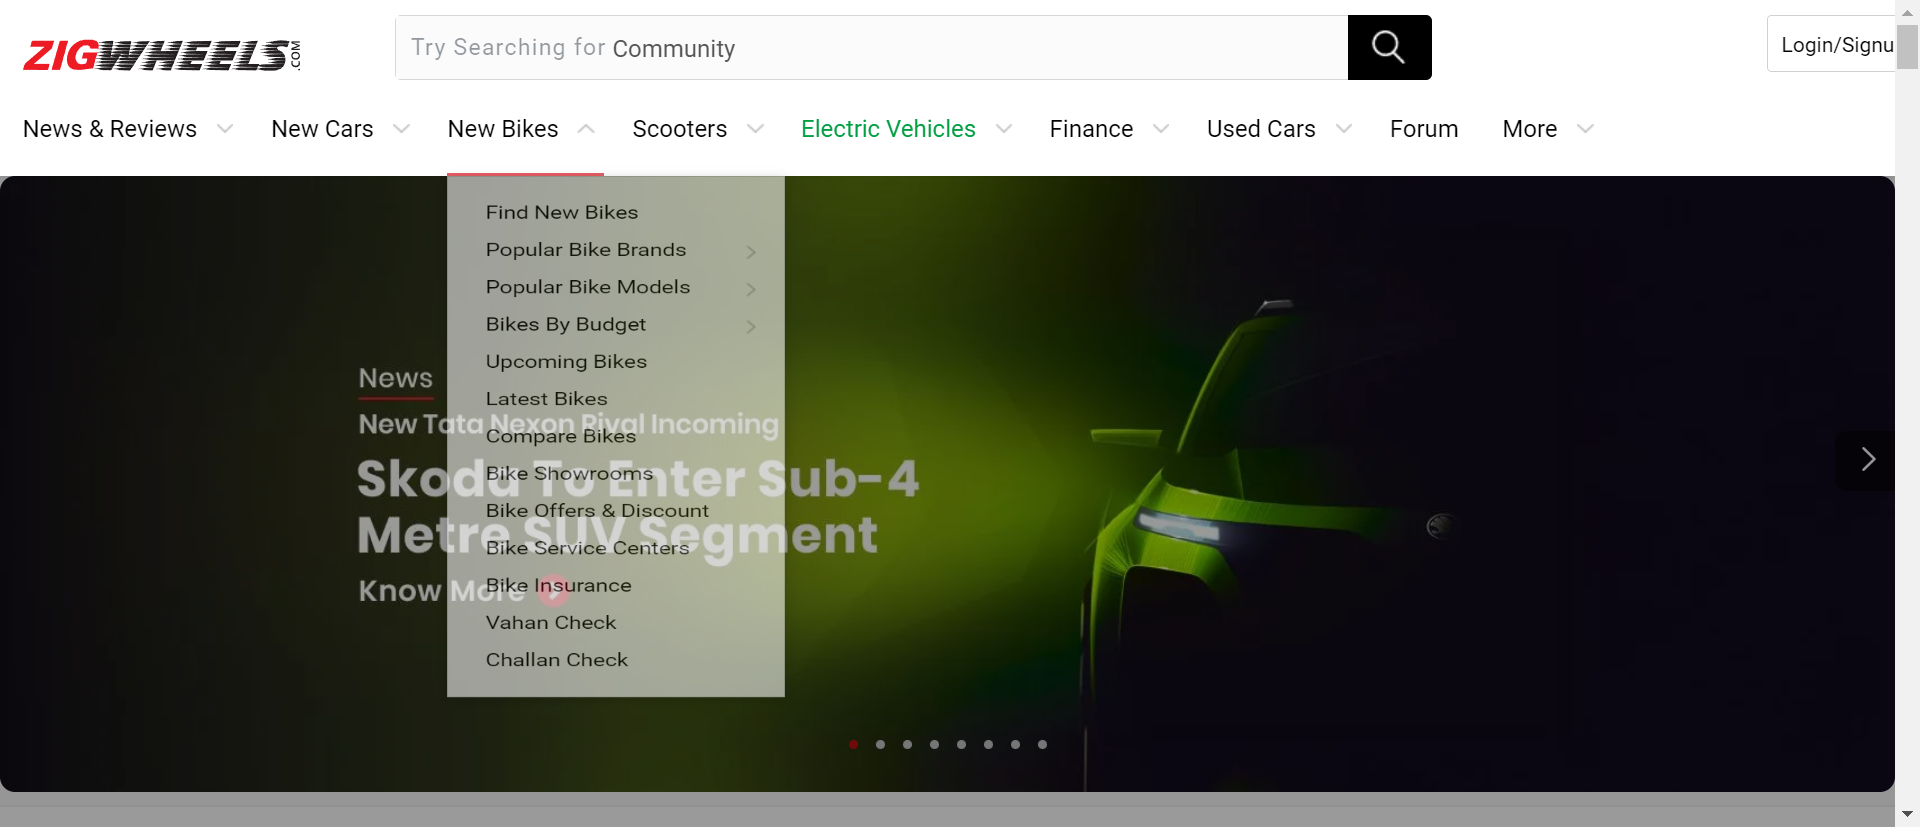 ZIGWHEELS.COM
Try Searching for Community
Login/Signu
News & Reviews
New Cars
New Bikes
Scooters
Electric Vehicles
Finance
Used Cars
Forum
More
Find New Bikes
Popular Bike Brands
Popular Bike Models
Bikes By Budget
Upcoming Bikes
Latest Bikes
Compare Bikes
Bike Showrooms
Bike Offers & Discount
Bike Service Centers
Bike Insurance
Vahan Check
Challan Check
News
New Tata Nexon Rival Incoming
Skoda To Enter Sub-4
Metre SUV Segment
Know More